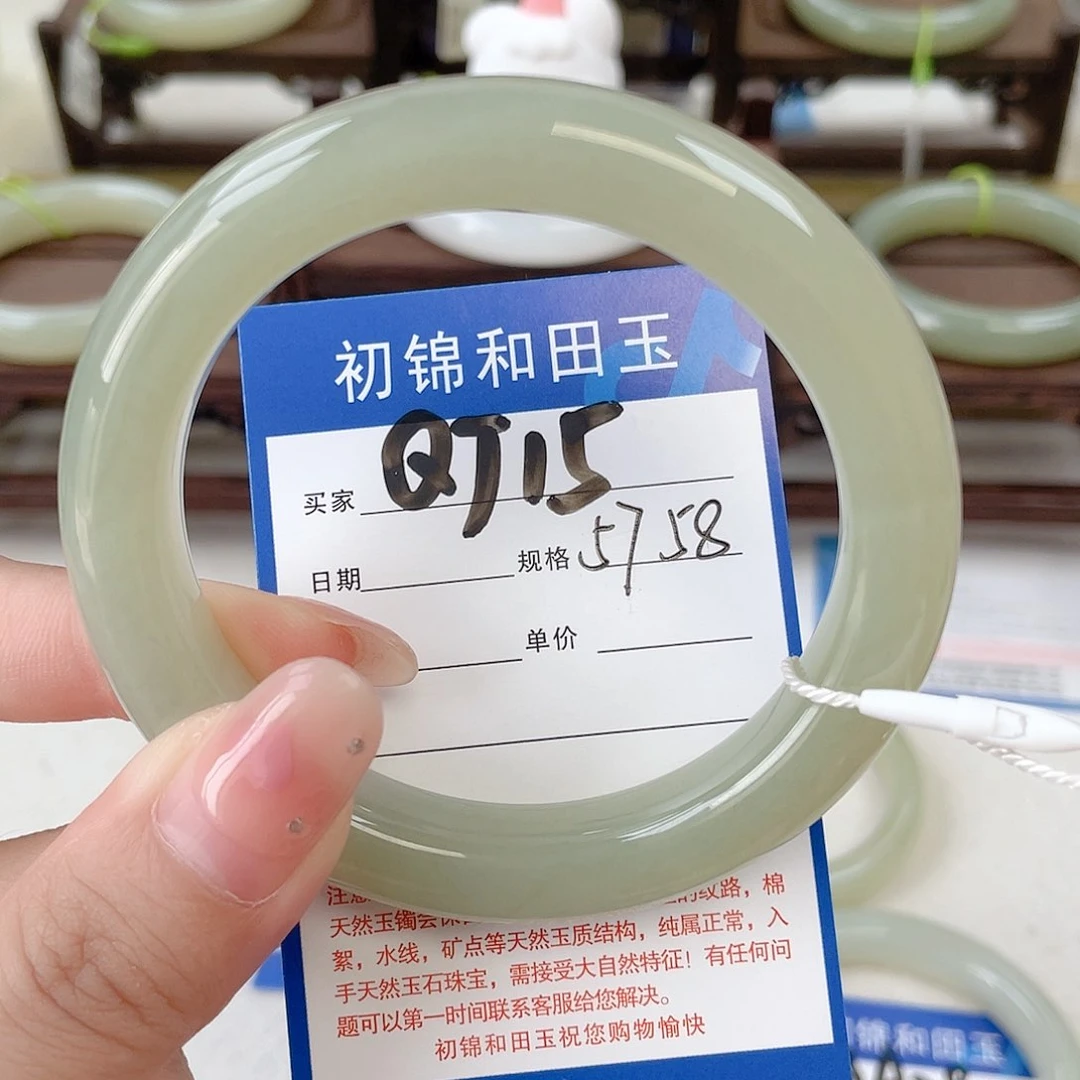 初锦和田玉
买家 QJ15
规格 5758
日期
单价
的纹路，棉
天然玉镯会保
絮，水线，矿点等天然玉质结构，纯属正常，入
手天然玉石珠宝，需接受大自然特征！有任何问
题可以第一时间联系客服给您解决。
初锦和田玉祝您购物愉快
锦和田玉